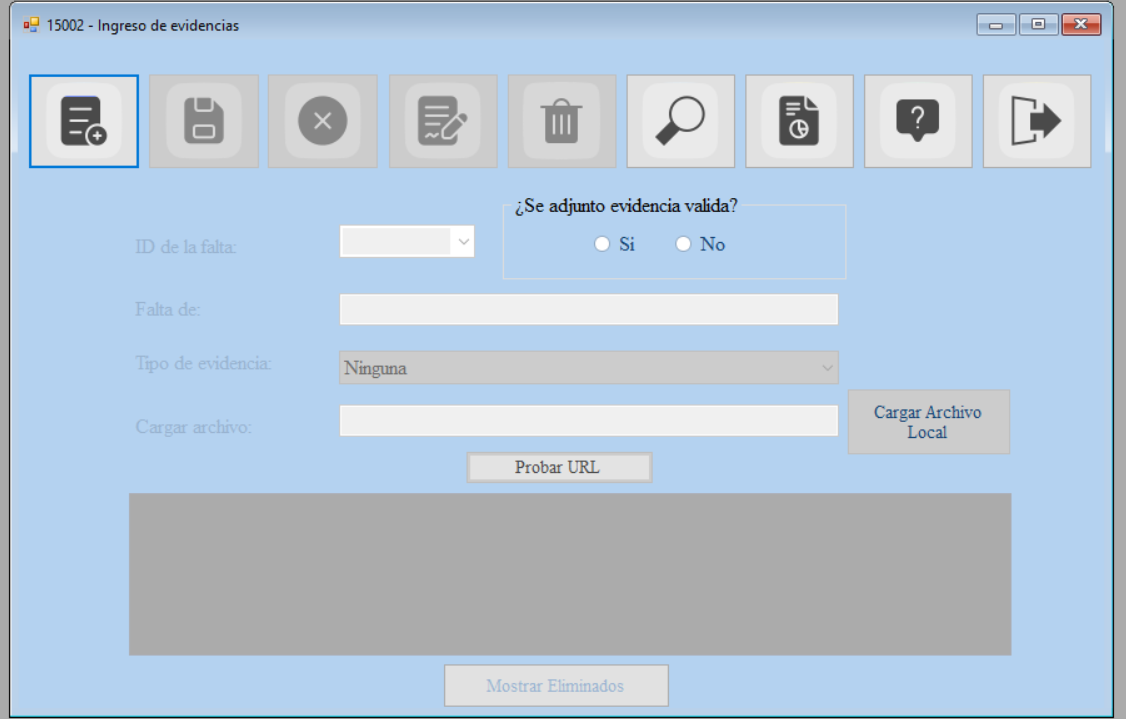 15002 - Ingreso de evidencias
¿Se adjunto evidencia valida?
ID de la falta:
Si
No
Falta de:
Tipo de evidencia:
Ninguna
Cargar archivo:
Cargar Archivo
Local
Probar URL
Mostrar Eliminados